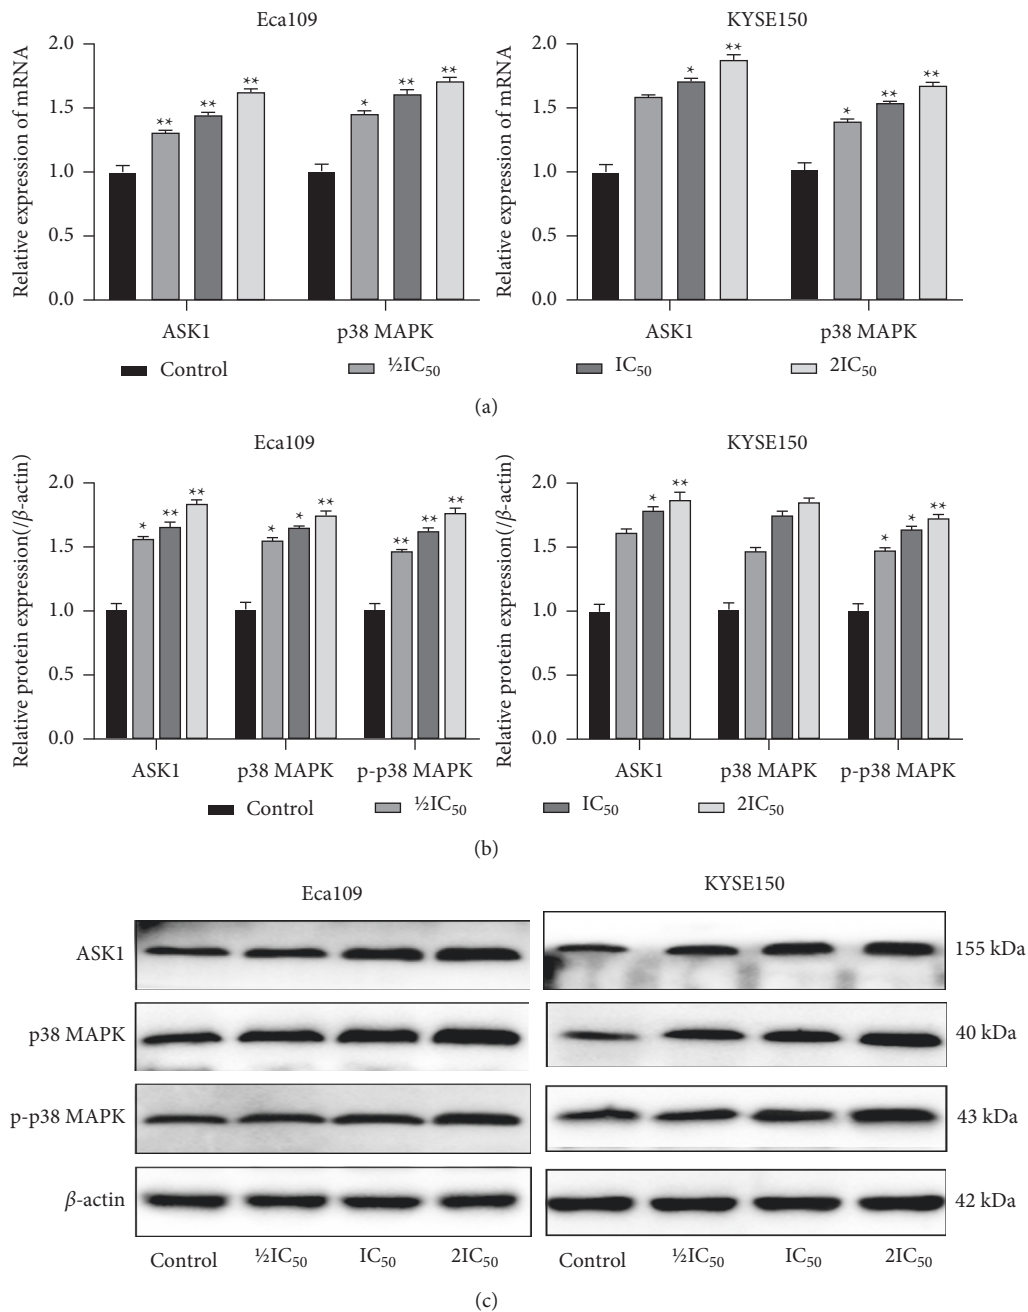 Eca109
KYSE150
Relative expression of mRNA
2.0
1.5
1.0
0.5
0.0
** ** ** * ** **
ASK1 p38 MAPK
Relative expression of mRNA
2.0
1.5
1.0
0.5
0.0
* ** * ** **
ASK1 p38 MAPK
Control ½IC50 IC50 2IC50
(a)
Eca109
KYSE150
Relative protein expression(/β-actin)
2.0
1.5
1.0
0.5
0.0
* ** ** * * ** ** ** **
ASK1 p38 MAPK p-p38 MAPK
Relative protein expression(/β-actin)
2.0
1.5
1.0
0.5
0.0
* ** * * **
ASK1 p38 MAPK p-p38 MAPK
Control ½IC50 IC50 2IC50
(b)
Eca109 KYSE150
ASK1 155 kDa
p38 MAPK 40 kDa
p-p38 MAPK 43 kDa
β-actin 42 kDa
Control ½IC50 IC50 2IC50 Control ½IC50 IC50 2IC50
(c)